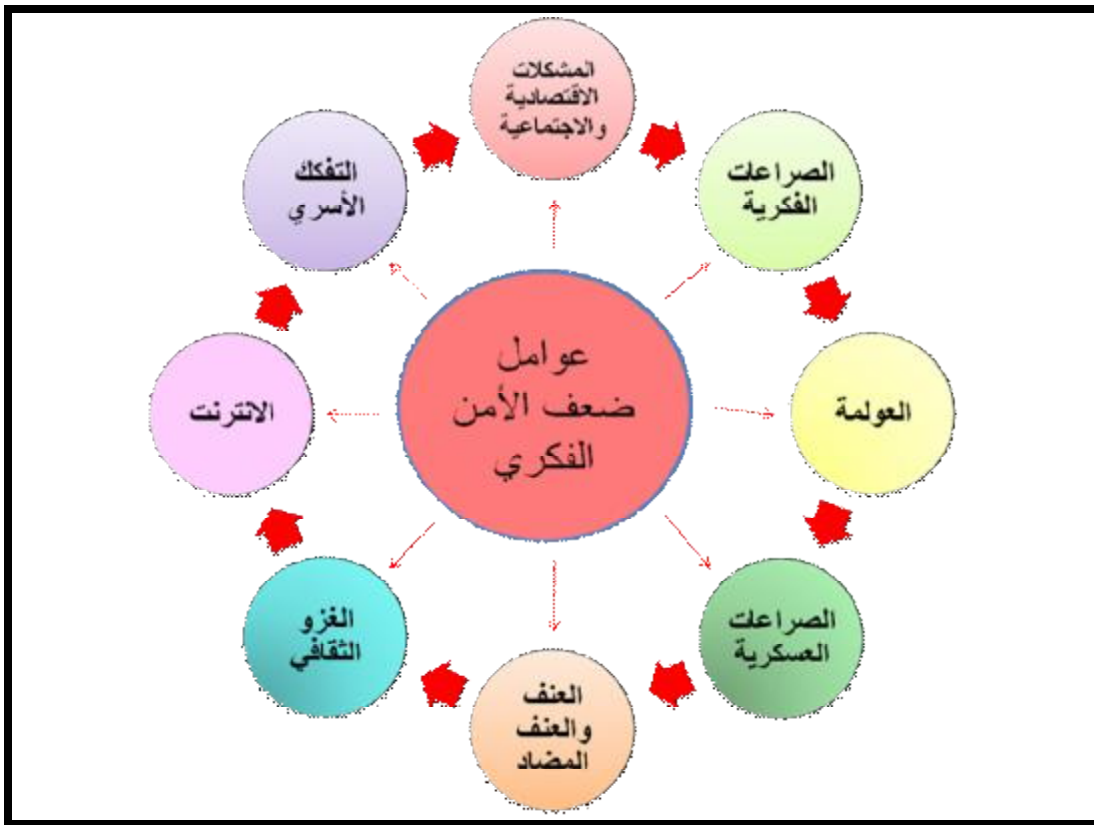 عوامل
ضعف الأمن
الفكري
المشكلات
الاقتصادية
والاجتماعية
الصراعات
الفكرية
العولمة
الصراعات
العسكرية
العنف
والعنف
المضاد
الغزو
الثقافي
الانترنت
التفكك
الأسري